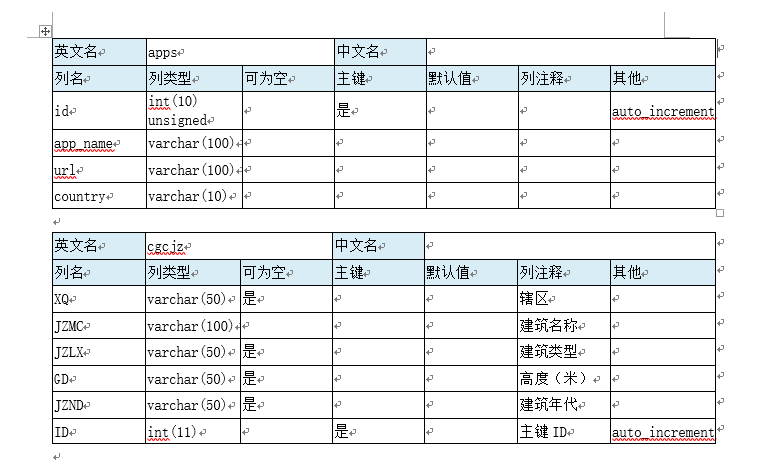 英文名 apps 中文名
列名 列类型 可为空 主键 默认值 列注释 其他
id int(10) unsigned 是 auto_increment
app_name varchar(100)
url varchar(100)
country varchar(10)
英文名 cgcjz 中文名
列名 列类型 可为空 主键 默认值 列注释 其他
XQ varchar(50) 是 辖区
JZMC varchar(100) 建筑名称
JZLX varchar(50) 是 建筑类型
GD varchar(50) 是 高度（米）
JZND varchar(50) 是 建筑年代
ID int(11) 是 主键ID auto_increment